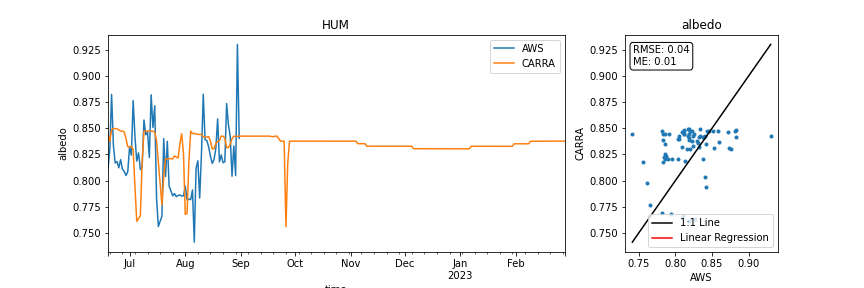 HUM
albedo
0.925
0.900
0.875
0.850
0.825
0.800
0.775
0.750
albedo
AWS
CARRA
Jul
Aug
Sep
Oct
Nov
Dec
Jan
2023
Feb
time
albedo
RMSE: 0.04
ME: 0.01
0.925
0.900
0.875
0.850
0.825
0.800
0.775
0.750
CARRA
1:1 Line
Linear Regression
0.75
0.80
0.85
0.90
AWS